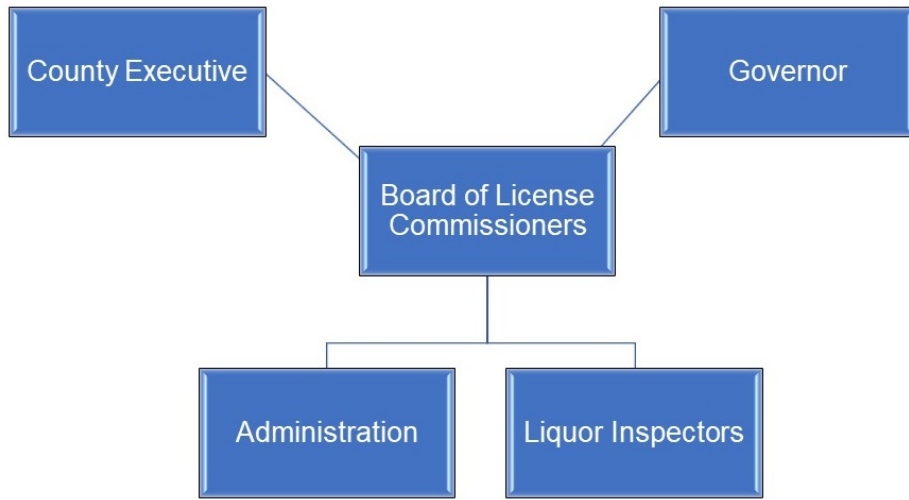 County Executive
Governor
Board of License
Commissioners
Administration
Liquor Inspectors